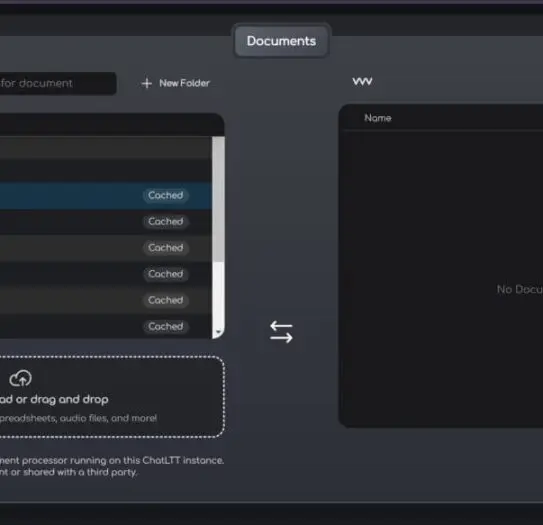 Documents
for document
New Folder
vvv
Name
Cached
Cached
Cached
Cached
Cached
Cached
No Docu
ad or drag and drop
preadsheets, audio files, and more!
ment processor running on this ChatLTT instance.
nt or shared with a third party.